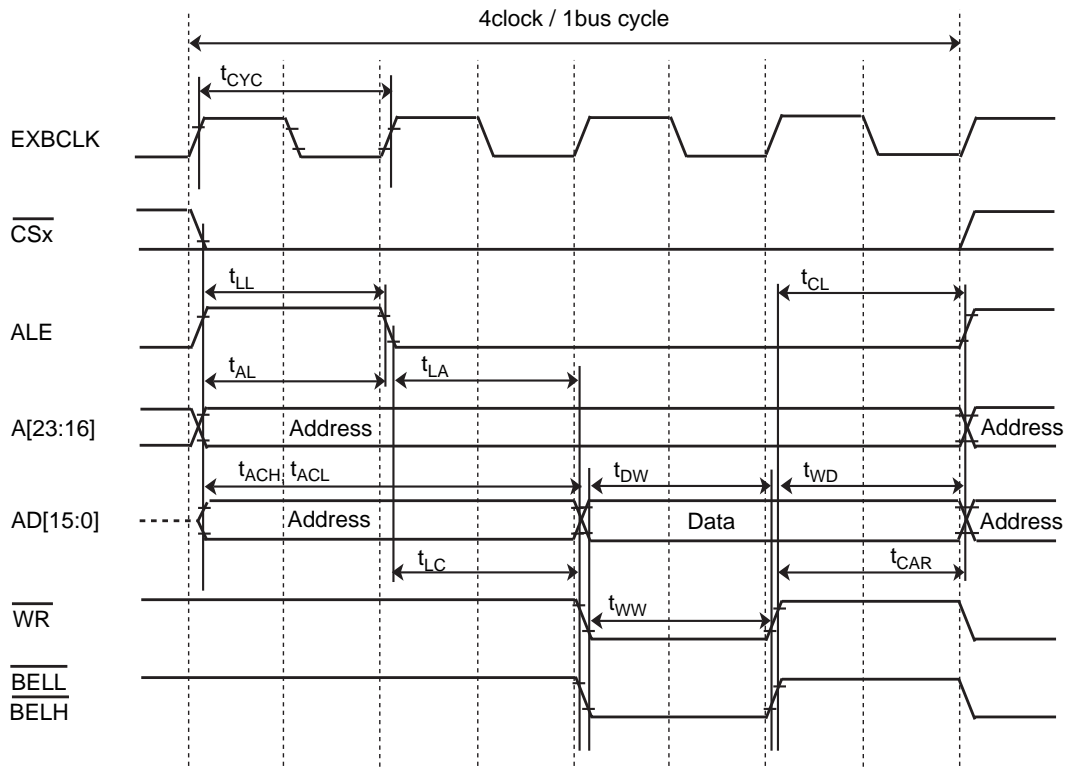 4clock / 1bus cycle
tCYC
EXBCLK
CSx
tLL
tCL
ALE
tAL
tLA
A[23:16]
Address
Address
tACH, tACL
tDW
tWD
AD[15:0]
Address
Data
Address
tLC
tCAR
WR
tWW
BELL
BELH